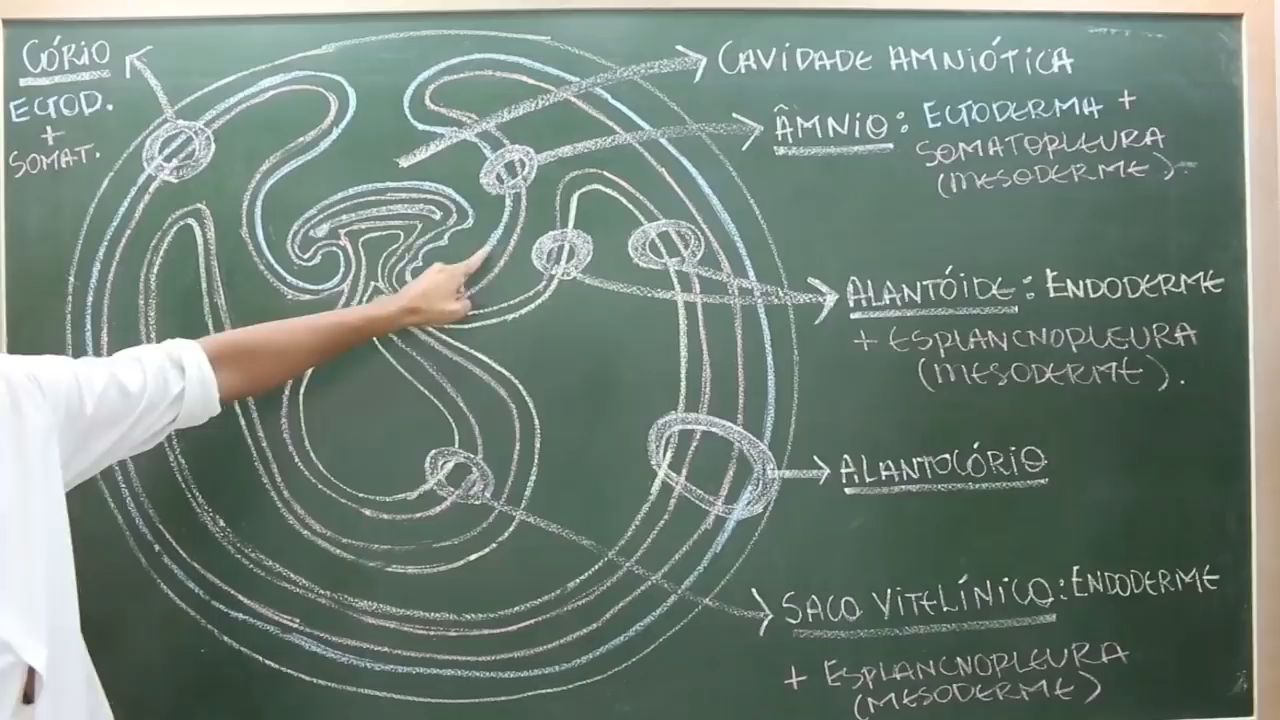 CÓRIO
ECTOD.
+
SOMAT.
CAVIDADE AMNIÓTICA
ÂMNIO: ECTODERMA +
SOMATOPLEURA
(MESODERME).
ALANTÓIDE: ENDODERME
+ ESPLANCNOPLEURA
(MESODERME).
ALANTOCÓRIO
SACO VITELÍNICO: ENDODERME
+ ESPLANCNOPLEURA
(MESODERME)